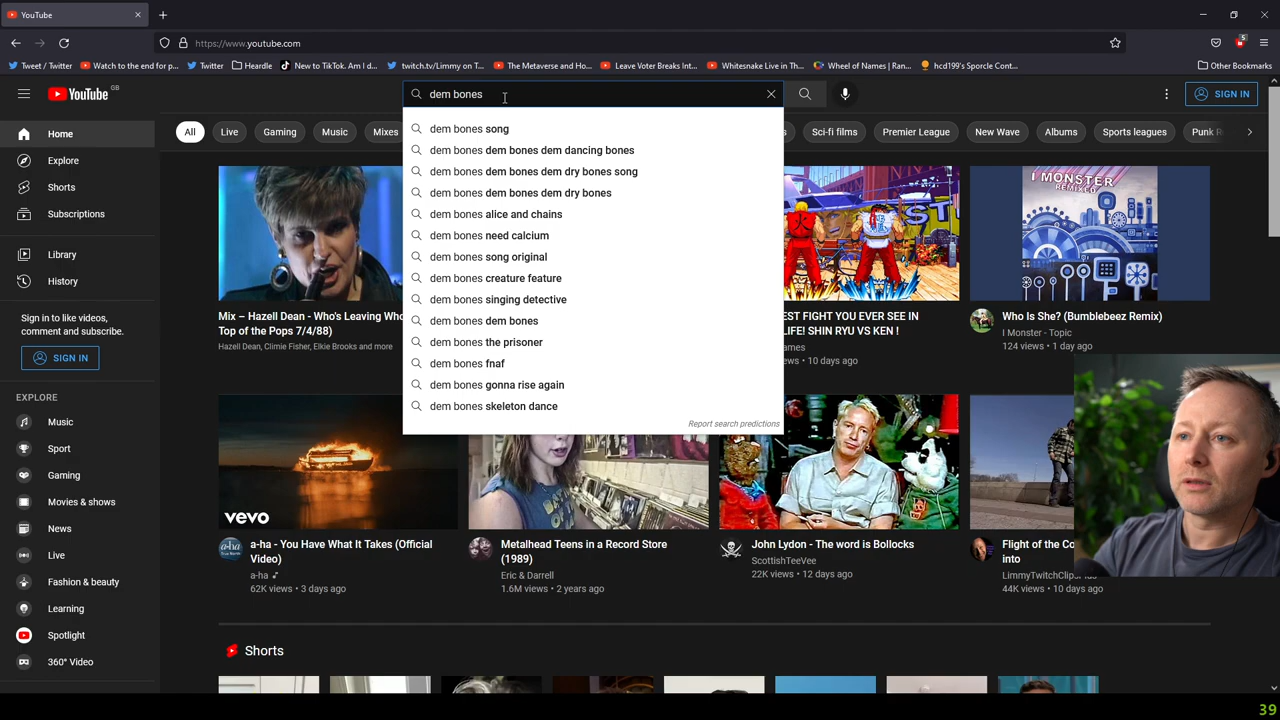 YouTube
https://www.youtube.com
5
Tweet / Twitter
Watch to the end for p...
Twitter
Heardle
New to TikTok. Am I d...
twitch.tv/Limmy on T...
The Metaverse and Ho...
Leave Voter Breaks Int...
Whitesnake Live in Th...
Wheel of Names | Ran...
hcd199's Sporcle Cont...
Other Bookmarks
YouTube GB
dem bones
SIGN IN
Home
Explore
Shorts
Subscriptions
Library
History
Sign in to like videos,
comment and subscribe.
SIGN IN
EXPLORE
Music
Sport
Gaming
Movies & shows
News
Live
Fashion & beauty
Learning
Spotlight
360° Video
All
Live
Gaming
Music
Mixes
Sci-fi films
Premier League
New Wave
Albums
Sports leagues
Punk R
dem bones song
dem bones dem bones dem dancing bones
dem bones dem bones dem dry bones song
dem bones dem bones dem dry bones
dem bones alice and chains
dem bones need calcium
dem bones song original
dem bones creature feature
dem bones singing detective
dem bones dem bones
dem bones the prisoner
dem bones fnaf
dem bones gonna rise again
dem bones skeleton dance
Report search predictions
Mix – Hazell Dean - Who's Leaving Who
Top of the Pops 7/4/88)
Hazell Dean, Climie Fisher, Elkie Brooks and more
EST FIGHT YOU EVER SEE IN
LIFE! SHIN RYU VS KEN !
ames
ews • 10 days ago
I MONSTER
REMIXED
Who Is She? (Bumblebeez Remix)
I Monster - Topic
124 views • 1 day ago
vevo
a-ha - You Have What It Takes (Official
Video)
a-ha
62K views • 3 days ago
Metalhead Teens in a Record Store
(1989)
Eric & Darrell
1.6M views • 2 years ago
John Lydon - The word is Bollocks
ScottishTeeVee
22K views • 12 days ago
Flight of the Co
into
LimmyTwitchClips
44K views • 10 days ago
Shorts
39